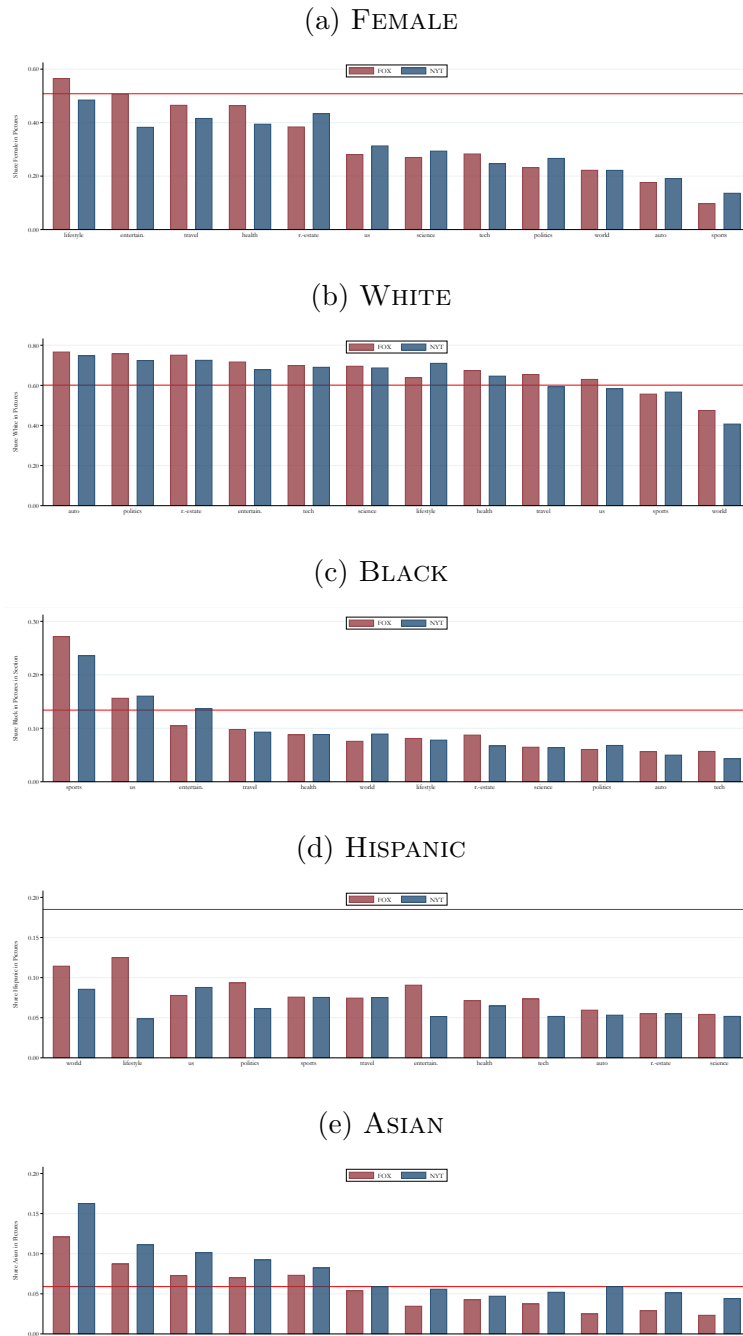 (a) FEMALE
FOX NYT
Share Female in Pictures
0.60
0.40
0.20
0.00
lifestyle entertain. travel health r.-estate us science tech politics world auto sports
(b) WHITE
FOX NYT
Share White in Pictures
0.80
0.60
0.40
0.20
0.00
auto politics r.-estate entertain. tech science lifestyle health travel us sports world
(c) BLACK
FOX NYT
Share Black in Pictures in Section
0.30
0.20
0.10
0.00
sports us entertain. travel health world lifestyle r.-estate science politics auto tech
(d) HISPANIC
FOX NYT
Share Hispanic in Pictures
0.20
0.15
0.10
0.05
0.00
world lifestyle us politics sports travel entertain. health tech auto r.-estate science
(e) ASIAN
FOX NYT
Share Asian in Pictures
0.20
0.15
0.10
0.05
0.00